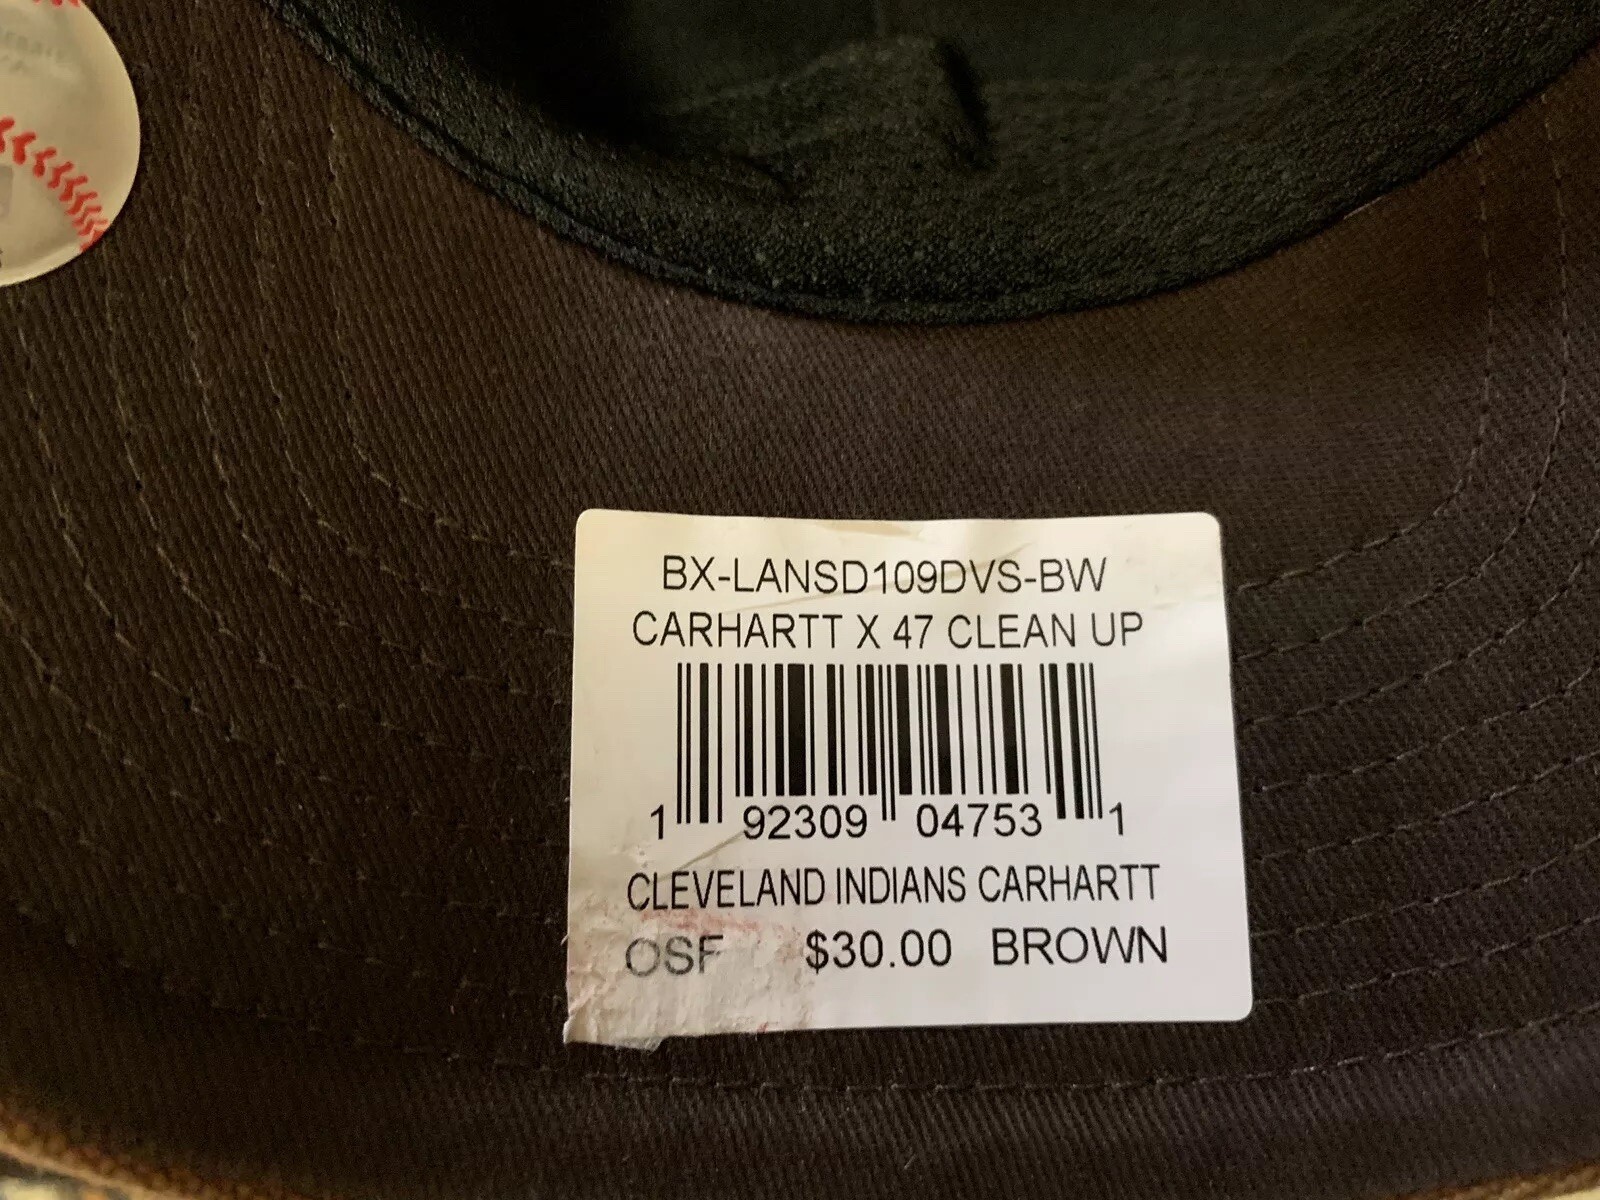 BX-LANSD109DVS-BW
CARHARTT X 47 CLEAN UP
1 92309 04753 1
CLEVELAND INDIANS CARHARTT
OSF $30.00 BROWN